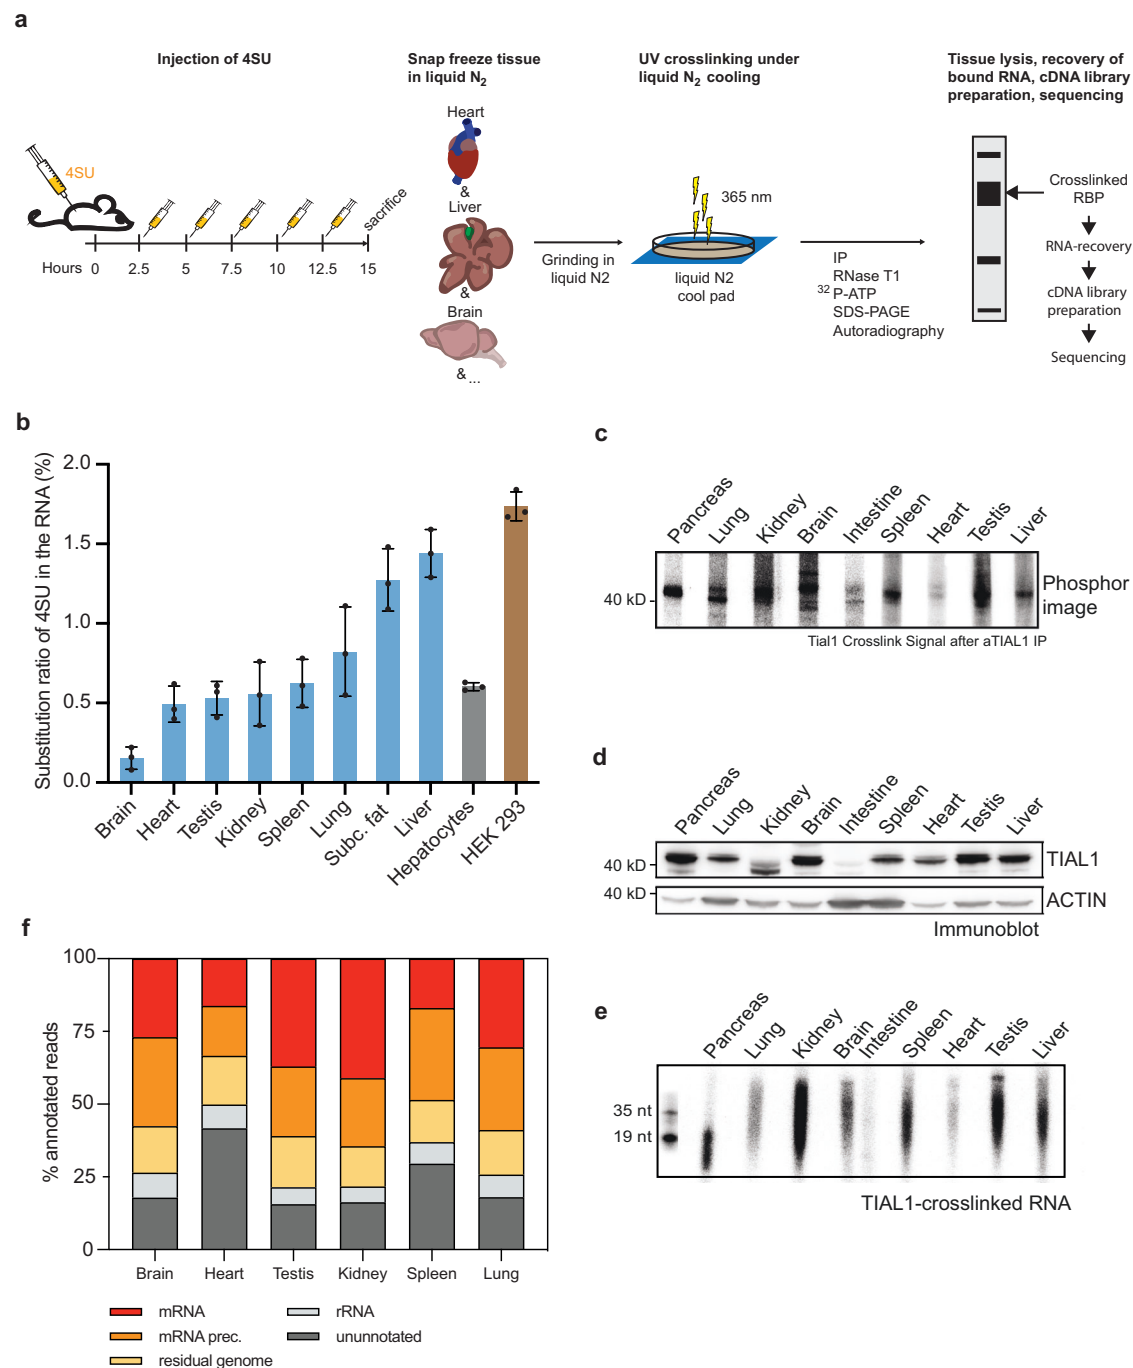 a
Injection of 4SU
Snap freeze tissue
in liquid N2
UV crosslinking under
liquid N2 cooling
Tissue lysis, recovery of
bound RNA, cDNA library
preparation, sequencing
4SU
sacrifice
Hours 0 2.5 5 7.5 10 12.5 15
Heart
&
Liver
&
Brain
& ...
Grinding in
liquid N2
365 nm
liquid N2
cool pad
IP
RNase T1
32P-ATP
SDS-PAGE
Autoradiography
Crosslinked
RBP
RNA-recovery
cDNA library
preparation
Sequencing
b
Substitution ratio of 4SU in the RNA (%)
2.0
1.5
1.0
0.5
0.0
Brain Heart Testis Kidney Spleen Lung Subc. fat Liver Hepatocytes HEK 293
c
Pancreas Lung Kidney Brain Intestine Spleen Heart Testis Liver
40 kD
Phosphor
image
Tial1 Crosslink Signal after aTIAL1 IP
d
Pancreas Lung Kidney Brain Intestine Spleen Heart Testis Liver
40 kD
TIAL1
40 kD
ACTIN
Immunoblot
e
Pancreas Lung Kidney Brain Intestine Spleen Heart Testis Liver
35 nt
19 nt
TIAL1-crosslinked RNA
f
% annotated reads
100
75
50
25
0
Brain Heart Testis Kidney Spleen Lung
mRNA
mRNA prec.
residual genome
rRNA
ununnotated